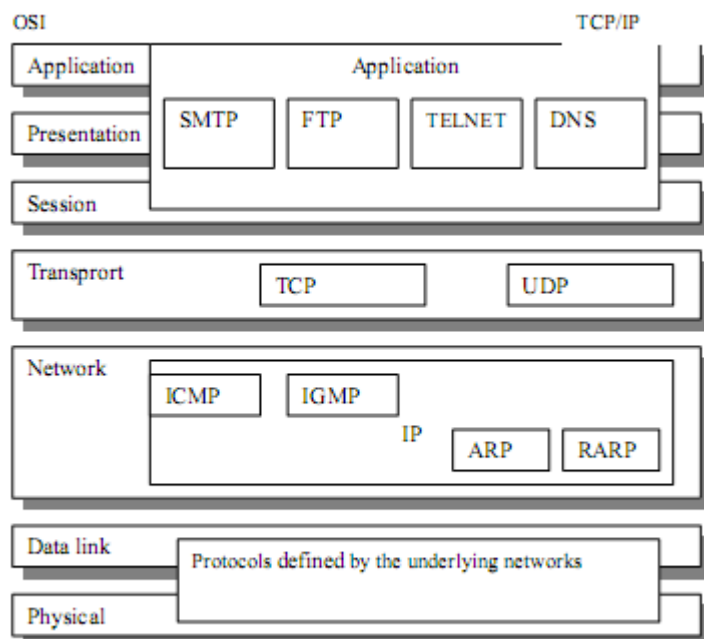 OSI TCP/IP
Application Application
SMTP FTP TELNET DNS
Presentation
Session
Transprort TCP UDP
Network
ICMP IGMP
IP
ARP RARP
Data link
Protocols defined by the underlying networks
Physical